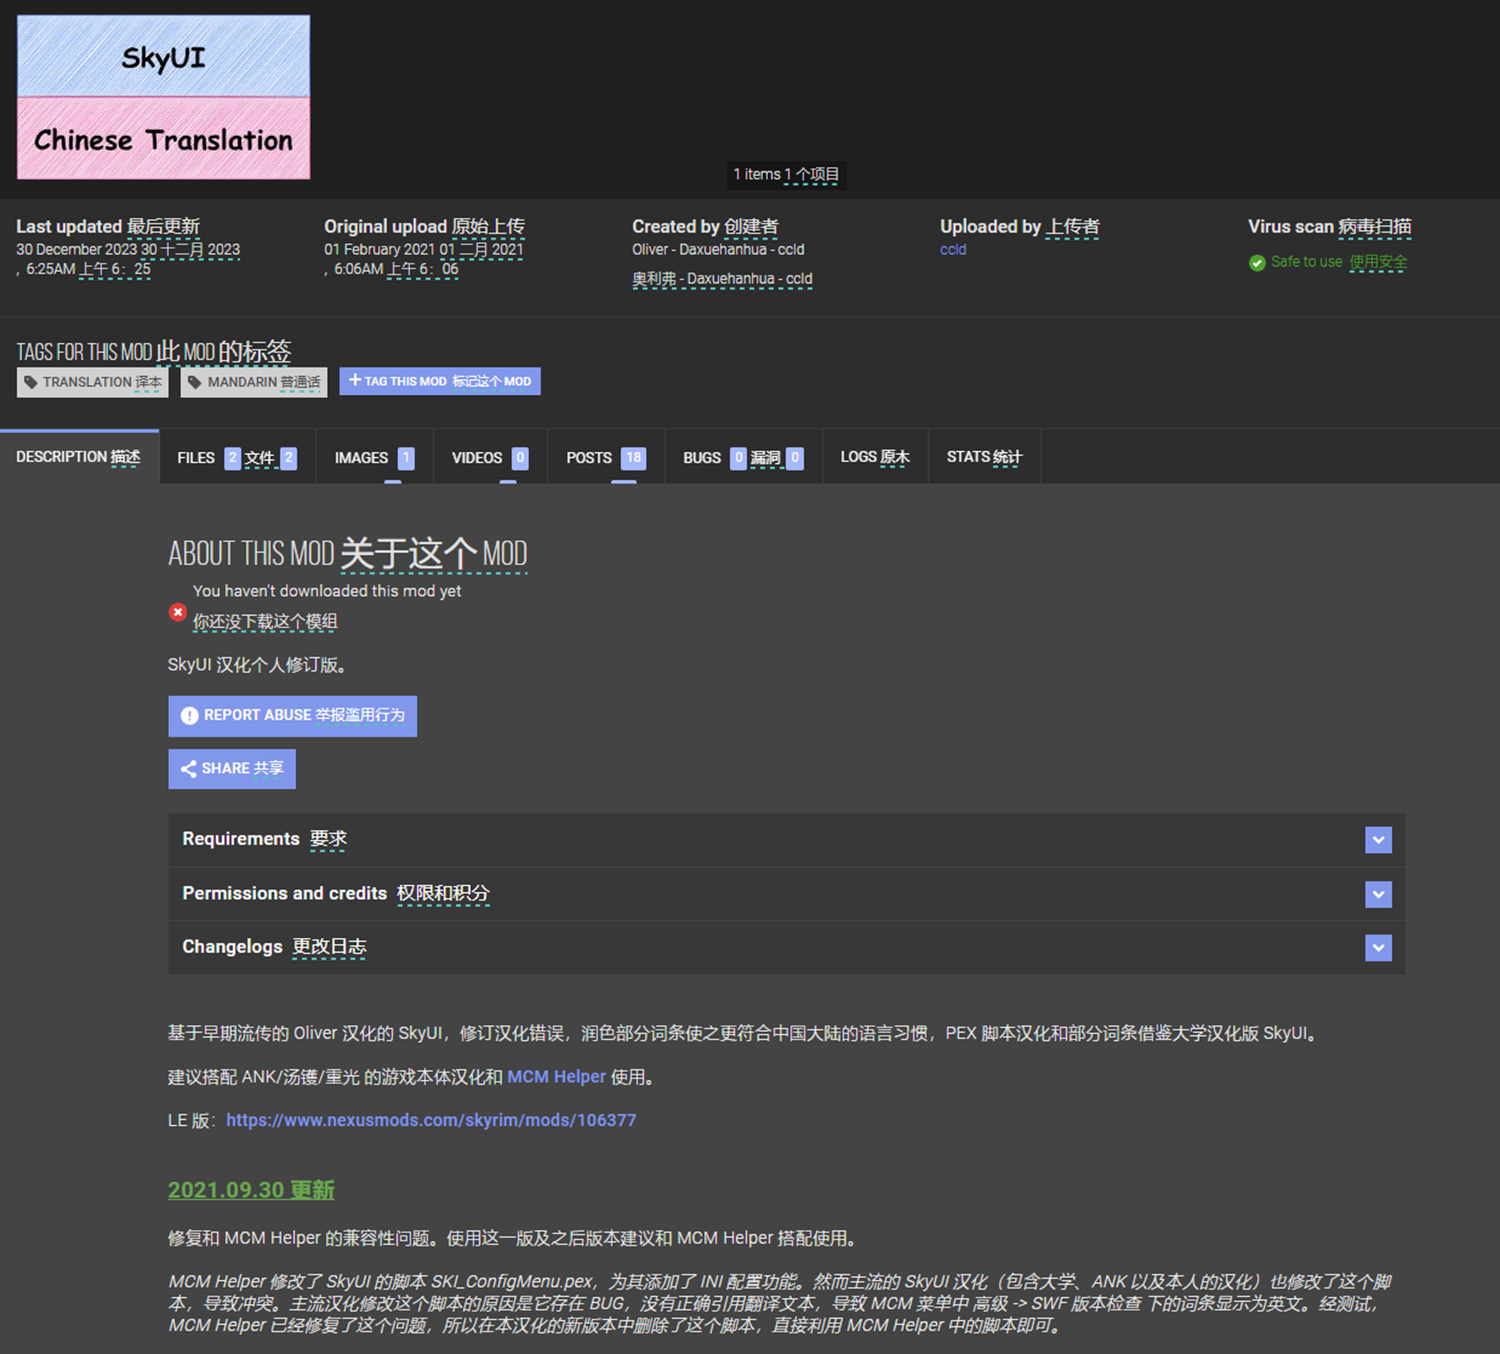 SkyUI
Chinese Translation
1 items 1 个项目
Last updated 最后更新
30 December 2023 30 十二月 2023
, 6:25AM 上午 6：25
Original upload 原始上传
01 February 2021 01 二月 2021
, 6:06AM 上午 6：06
Created by 创建者
Oliver - Daxuehanhua - ccld
奥利弗 - Daxuehanhua - ccld
Uploaded by 上传者
ccld
Virus scan 病毒扫描
Safe to use 使用安全
TAGS FOR THIS MOD 此 MOD 的标签
TRANSLATION 译本
MANDARIN 普通话
TAG THIS MOD 标记这个 MOD
DESCRIPTION 描述
FILES 2 文件 2
IMAGES 1
VIDEOS 0
POSTS 18
BUGS 0 漏洞 0
LOGS 原木
STATS 统计
ABOUT THIS MOD 关于这个 MOD
You haven't downloaded this mod yet
你还没下载这个模组
SkyUI 汉化个人修订版。
REPORT ABUSE 举报滥用行为
SHARE 共享
Requirements 要求
Permissions and credits 权限和积分
Changelogs 更改日志
基于早期流传的 Oliver 汉化的 SkyUI，修订汉化错误，润色部分词条使之更符合中国大陆的语言习惯，PEX 脚本汉化和部分词条借鉴大学汉化版 SkyUI。
建议搭配 ANK/汤镬/重光 的游戏本体汉化和 MCM Helper 使用。
LE 版：https://www.nexusmods.com/skyrim/mods/106377
2021.09.30 更新
修复和 MCM Helper 的兼容性问题。使用这一版及之后版本建议和 MCM Helper 搭配使用。
MCM Helper 修改了 SkyUI 的脚本 SKI_ConfigMenu.pex，为其添加了 INI 配置功能。然而主流的 SkyUI 汉化（包含大学、ANK 以及本人的汉化）也修改了这个脚
本，导致冲突。主流汉化修改这个脚本的原因是它存在 BUG，没有正确引用翻译文本，导致 MCM 菜单中 高级 -> SWF 版本检查 下的词条显示为英文。经测试，
MCM Helper 已经修复了这个问题，所以在本汉化的新版本中删除了这个脚本，直接利用 MCM Helper 中的脚本即可。